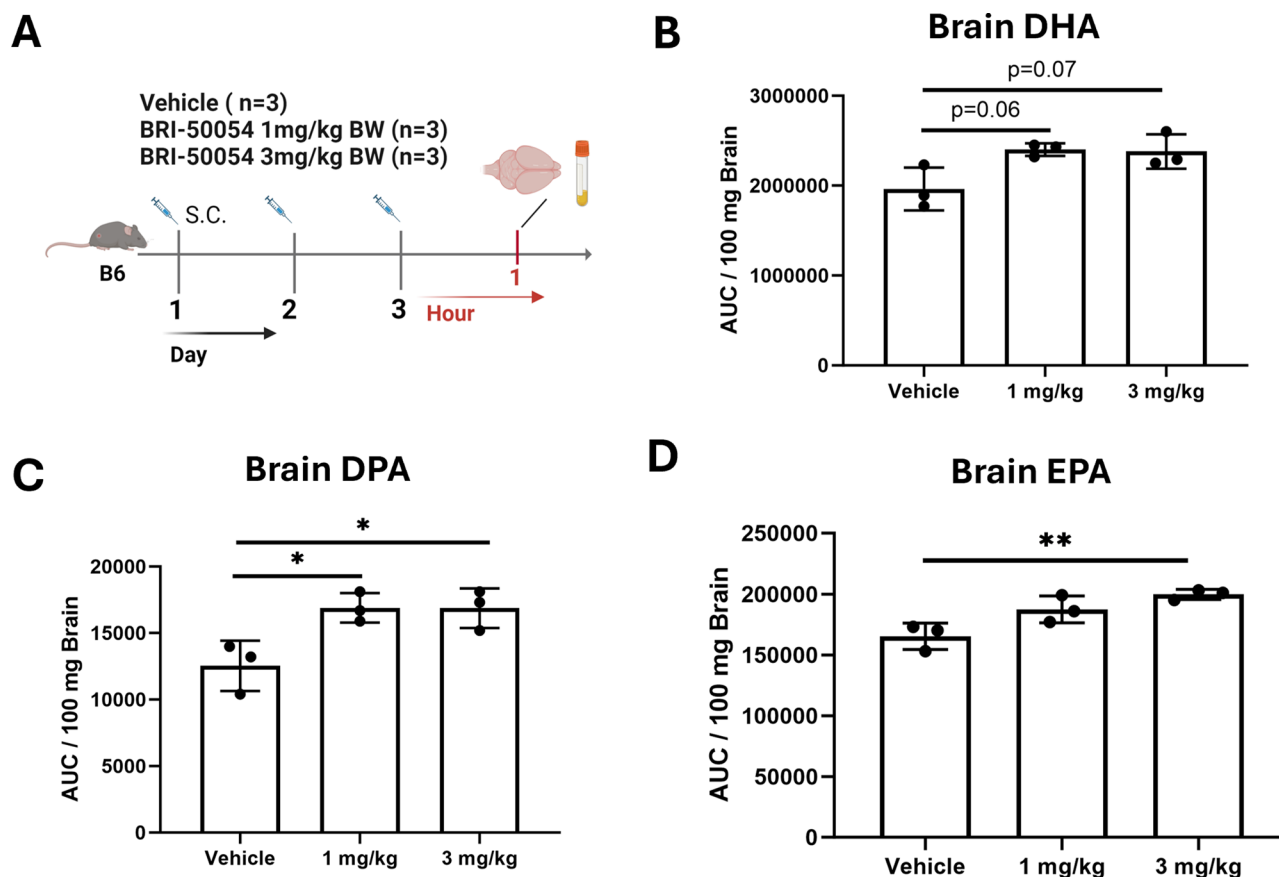 A
Vehicle ( n=3)
BRI-50054 1mg/kg BW (n=3)
BRI-50054 3mg/kg BW (n=3)
S.C.
B6
1
2
3
1
Hour
Day
B
Brain DHA
p=0.07
p=0.06
AUC / 100 mg Brain
3000000
2000000
1000000
0
Vehicle 1 mg/kg 3 mg/kg
C
Brain DPA
*
*
AUC / 100 mg Brain
20000
15000
10000
5000
0
Vehicle 1 mg/kg 3 mg/kg
D
Brain EPA
**
AUC / 100 mg Brain
250000
200000
150000
100000
50000
0
Vehicle 1 mg/kg 3 mg/kg